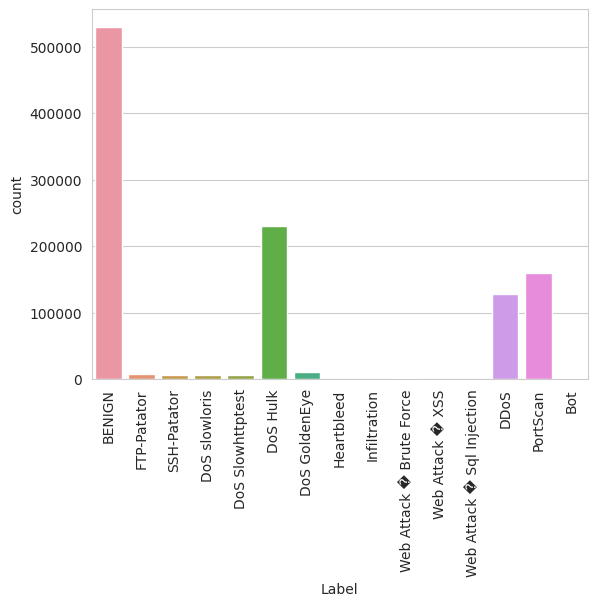 500000
400000
300000
200000
100000
0
count
BENIGN
FTP-Patator
SSH-Patator
DoS slowloris
DoS Slowhttptest
DoS Hulk
DoS GoldenEye
Heartbleed
Infiltration
Web Attack � Brute Force
Web Attack � XSS
Web Attack � Sql Injection
DDoS
PortScan
Bot
Label